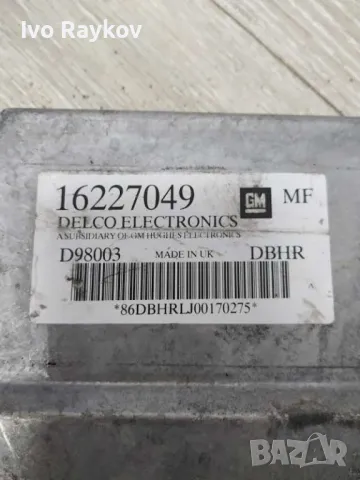 Ivo Raykov
16227049
GM
MF
DELCO ELECTRONICS
A SUBSIDIARY OF GM HUGHES ELECTRONICS
D98003 MADE IN UK DBHR
*86DBHRLJ00170275*
bazar